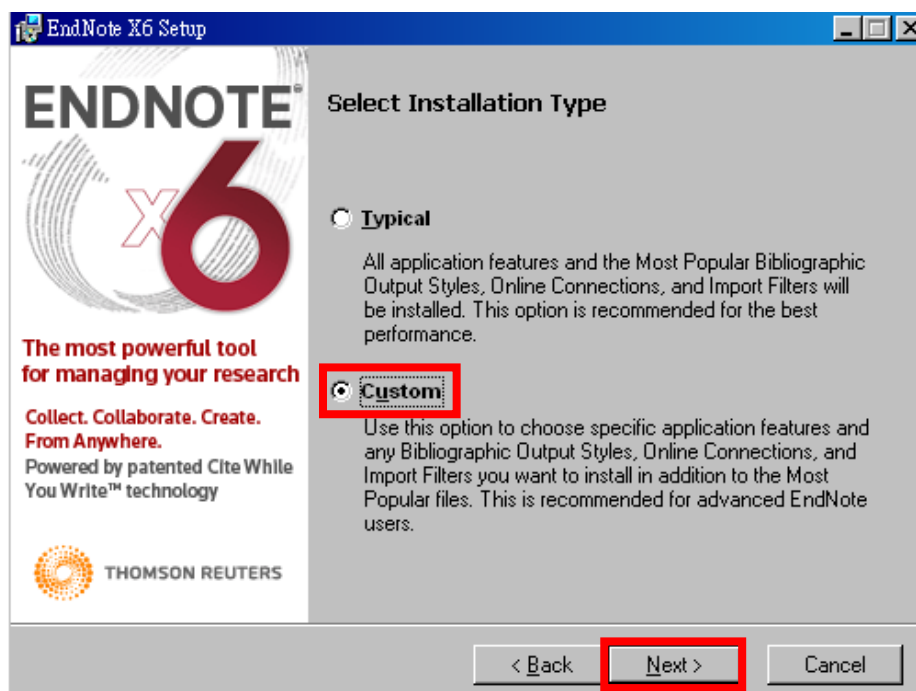 EndNote X6 Setup
ENDNOTE®
x6
Select Installation Type
Typical
All application features and the Most Popular Bibliographic
Output Styles, Online Connections, and Import Filters will
be installed. This option is recommended for the best
performance.
The most powerful tool
for managing your research
Collect. Collaborate. Create.
From Anywhere.
Powered by patented Cite While
You Write™ technology
THOMSON REUTERS
Custom
Use this option to choose specific application features and
any Bibliographic Output Styles, Online Connections, and
Import Filters you want to install in addition to the Most
Popular files. This is recommended for advanced EndNote
users.
< Back
Next >
Cancel